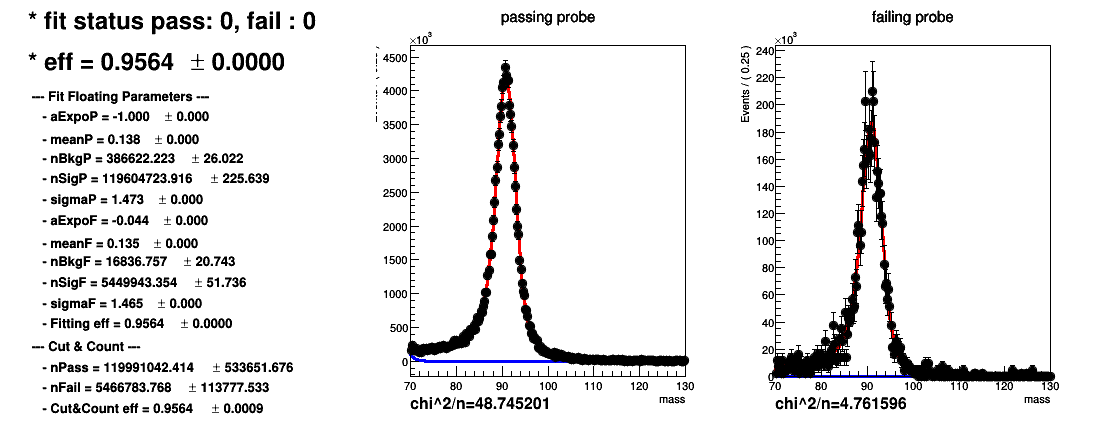 * fit status pass: 0, fail : 0
* eff = 0.9564 ± 0.0000
--- Fit Floating Parameters ---
- aExpoP = -1.000 ± 0.000
- meanP = 0.138 ± 0.000
- nBkgP = 386622.223 ± 26.022
- nSigP = 119604723.916 ± 225.639
- sigmaP = 1.473 ± 0.000
- aExpoF = -0.044 ± 0.000
- meanF = 0.135 ± 0.000
- nBkgF = 16836.757 ± 20.743
- nSigF = 5449943.354 ± 51.736
- sigmaF = 1.465 ± 0.000
- Fitting eff = 0.9564 ± 0.0000
--- Cut & Count ---
- nPass = 119991042.414 ± 533651.676
- nFail = 5466783.768 ± 113777.533
- Cut&Count eff = 0.9564 ± 0.0009
passing probe
×10³
4500
4000
3500
3000
2500
2000
1500
1000
500
0
70 80 90 100 110 120 130
mass
chi^2/n=48.745201
failing probe
×10³
Events / ( 0.25 )
240
220
200
180
160
140
120
100
80
60
40
20
0
70 80 90 100 110 120 130
mass
chi^2/n=4.761596